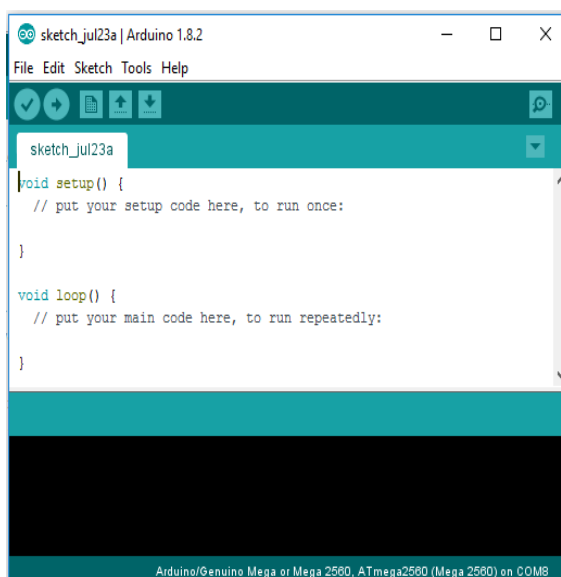 sketch_jul23a | Arduino 1.8.2
File Edit Sketch Tools Help
sketch_jul23a
void setup() {
  // put your setup code here, to run once:

}

void loop() {
  // put your main code here, to run repeatedly:

}
Arduino/Genuino Mega or Mega 2560, ATmega2560 (Mega 2560) on COM8